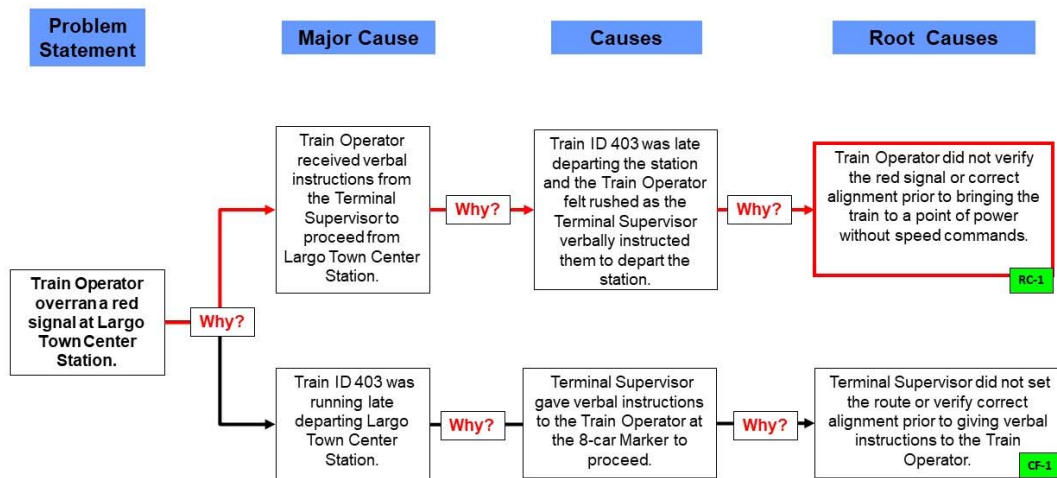 Problem
Statement
Major Cause
Causes
Root Causes
Train Operator
overran a red
signal at Largo
Town Center
Station.
Why?
Train Operator
received verbal
instructions from
the Terminal
Supervisor to
proceed from
Largo Town Center
Station.
Why?
Train ID 403 was late
departing the station
and the Train Operator
felt rushed as the
Terminal Supervisor
verbally instructed
them to depart the
station.
Why?
Train Operator did not verify
the red signal or correct
alignment prior to bringing the
train to a point of power
without speed commands.
RC-1
Train ID 403 was
running late
departing Largo
Town Center
Station.
Why?
Terminal Supervisor
gave verbal instructions
to the Train Operator at
the 8-car Marker to
proceed.
Why?
Terminal Supervisor did not set
the route or verify correct
alignment prior to giving verbal
instructions to the Train
Operator.
CF-1